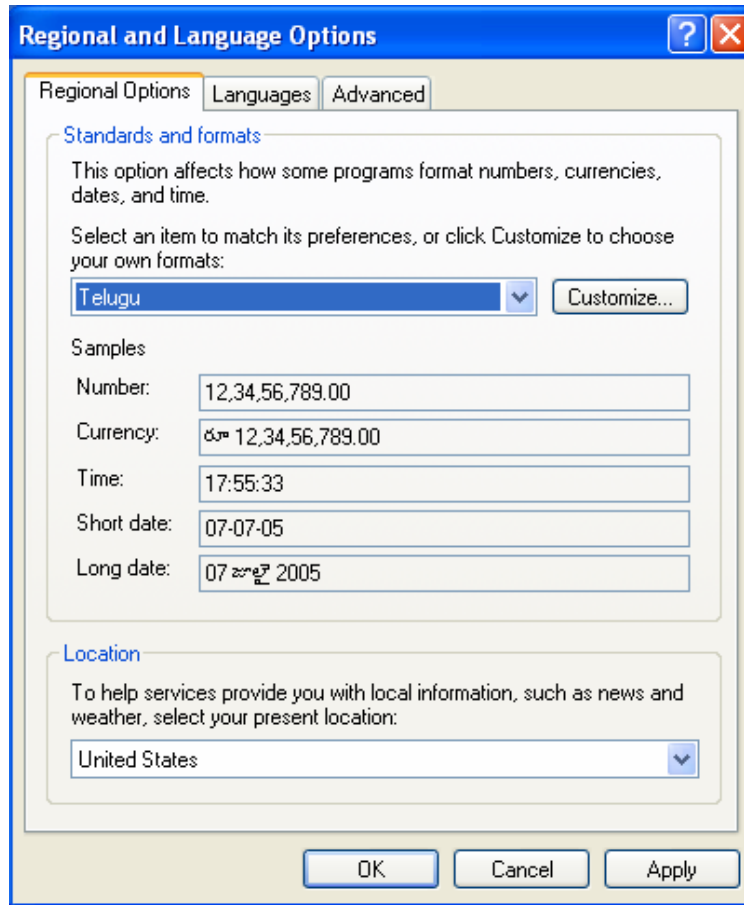 Regional and Language Options
Regional Options Languages Advanced
Standards and formats
This option affects how some programs format numbers, currencies,
dates, and time.
Select an item to match its preferences, or click Customize to choose
your own formats:
Telugu Customize...
Samples
Number: 12,34,56,789.00
Currency: రూ 12,34,56,789.00
Time: 17:55:33
Short date: 07-07-05
Long date: 07 జూలై 2005
Location
To help services provide you with local information, such as news and
weather, select your present location:
United States
OK Cancel Apply